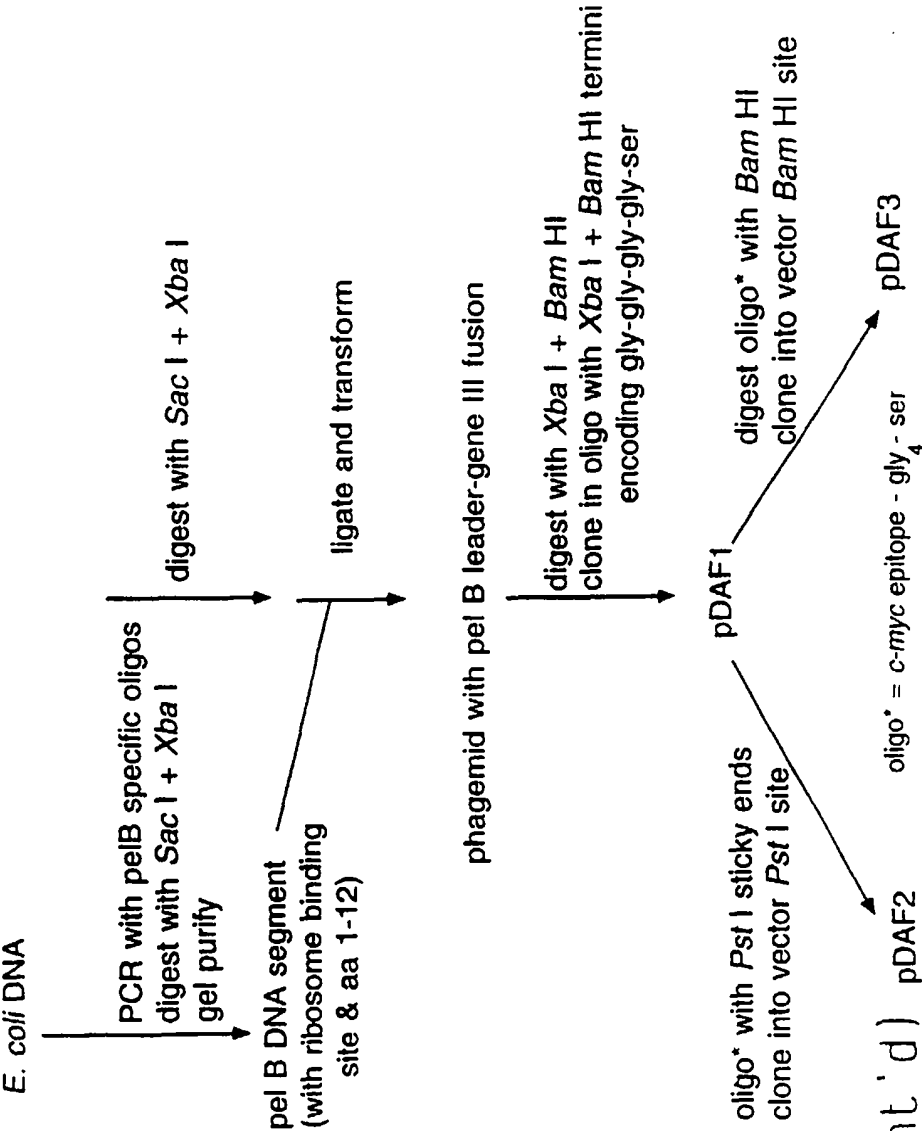 E. coli DNA
PCR with pelB specific oligos
digest with Sac I + Xba I
gel purify
digest with Sac I + Xba I
pel B DNA segment
(with ribosome binding
site & aa 1-12)
ligate and transform
phagemid with pel B leader-gene III fusion
digest with Xba I + Bam HI
clone in oligo with Xba I + Bam HI termini
encoding gly-gly-gly-gly-ser
pDAF1
oligo* with Pst I sticky ends
clone into vector Pst I site
digest oligo* with Bam HI
clone into vector Bam HI site
pDAF2
pDAF3
oligo* = c-myc epitope - gly4 - ser
nt'd)